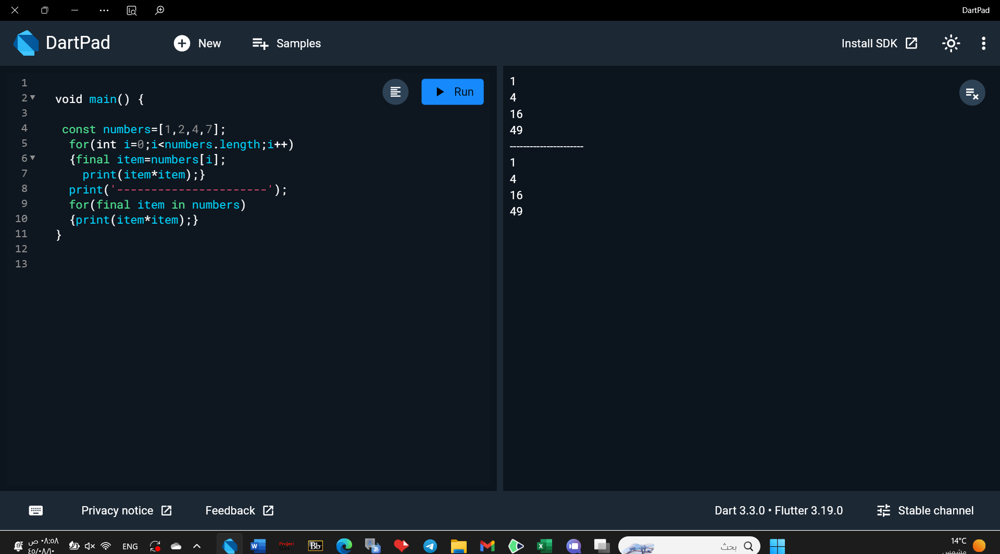 DartPad
DartPad
New
Samples
Install SDK
1
2
3
4
5
6
7
8
9
10
11
12
13
void main() {
const numbers=[1,2,4,7];
for(int i=0;i<numbers.length;i++)
{final item=numbers[i];
print(item*item);}
print('----------------------');
for(final item in numbers)
{print(item*item);}
}
Run
1
4
16
49
----------------------
1
4
16
49
Privacy notice
Feedback
Dart 3.3.0 • Flutter 3.19.0
Stable channel
٠٨:٥٨ ص
ENG
W
Project
Bb
X
بحث
14°C
مشمس